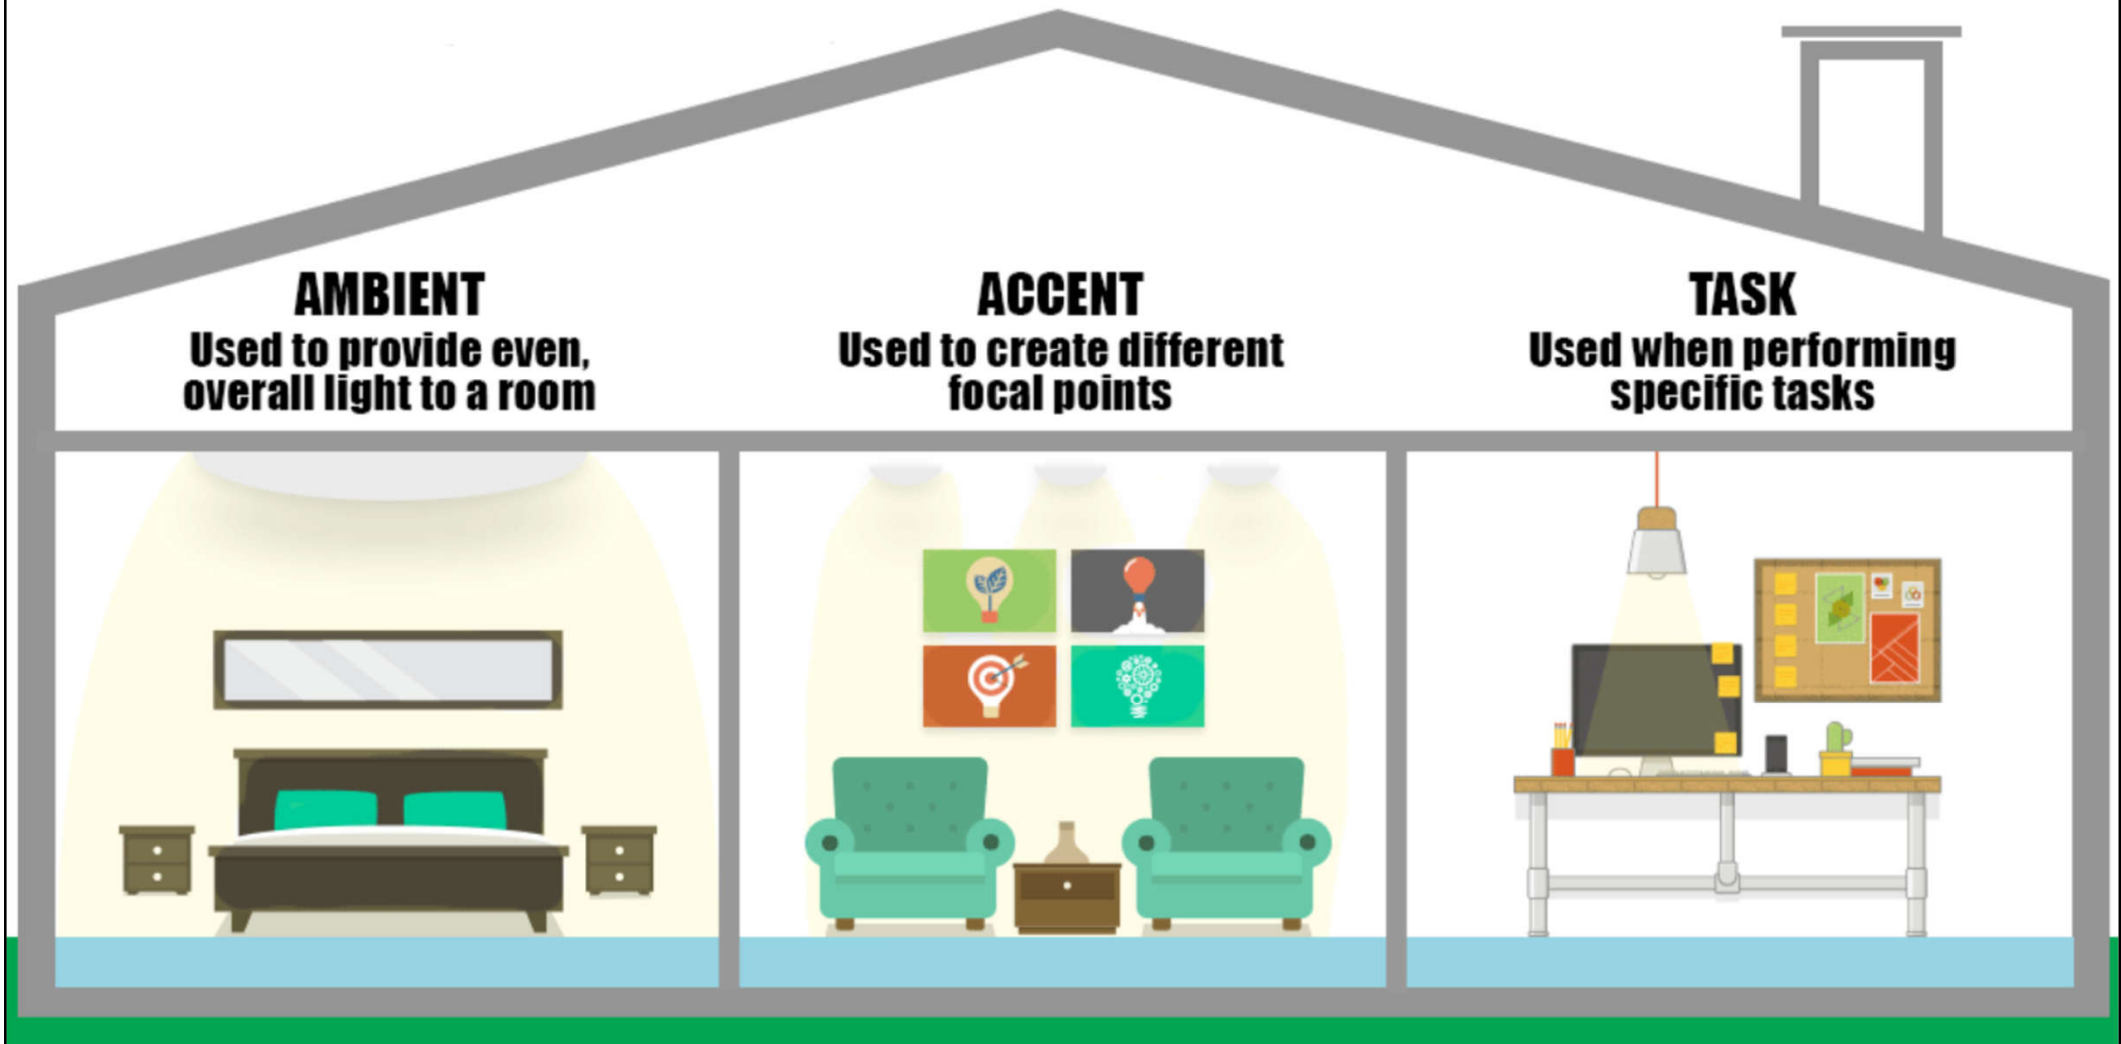 AMBIENT
Used to provide even,
overall light to a room
ACCENT
Used to create different
focal points
TASK
Used when performing
specific tasks